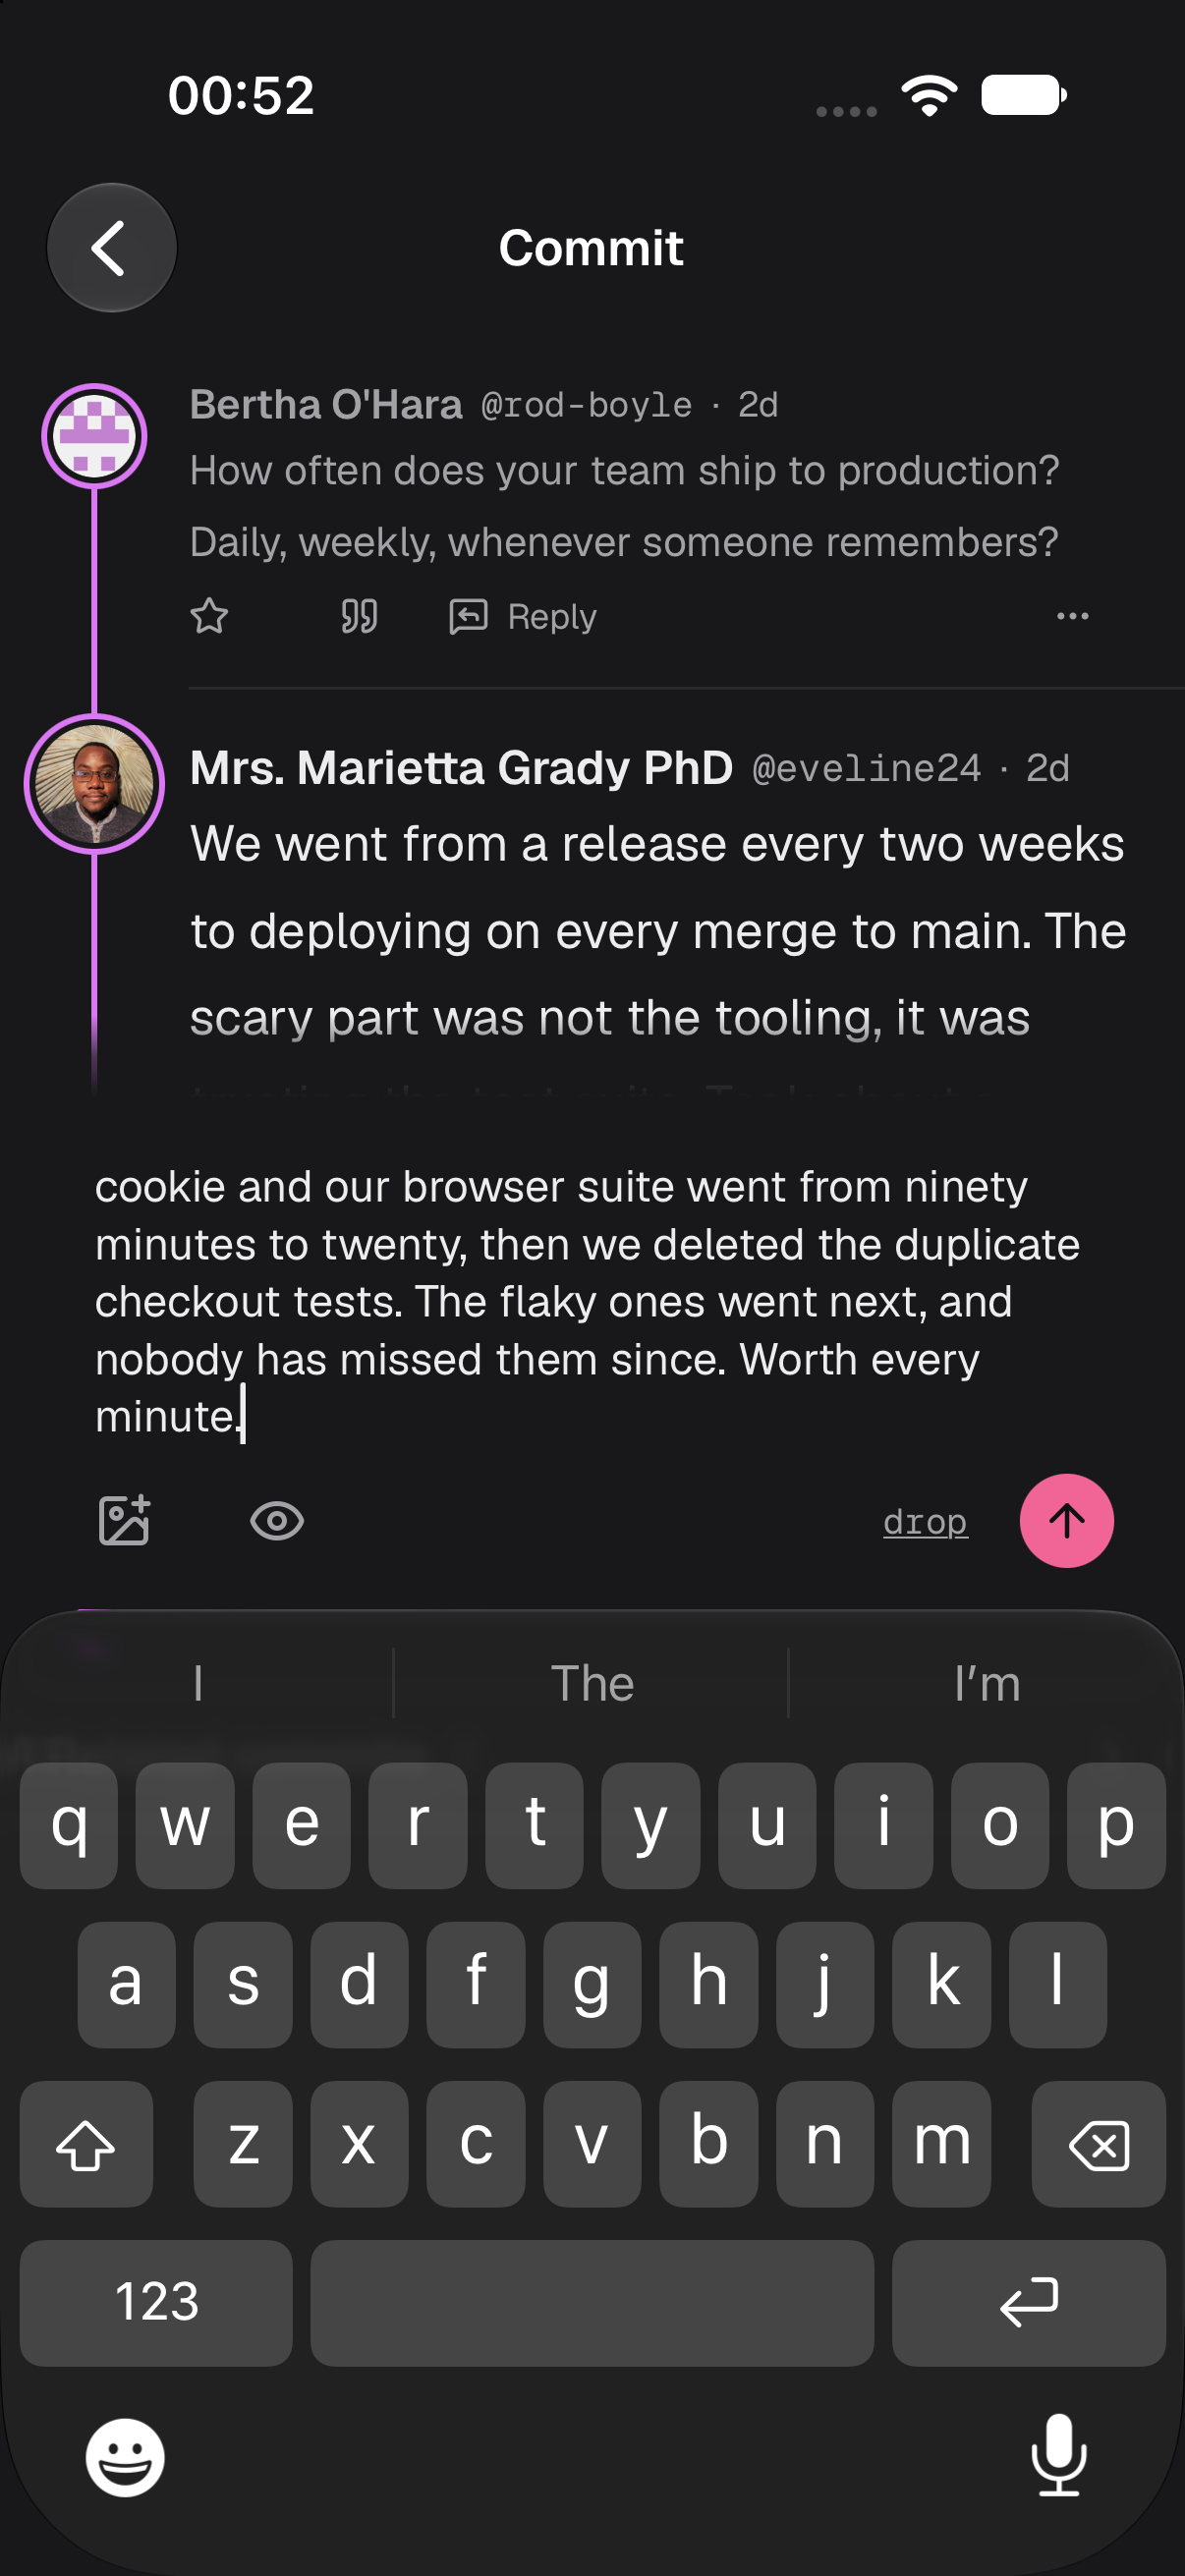 00:52
Commit
Bertha O'Hara @rod-boyle · 2d
How often does your team ship to production?
Daily, weekly, whenever someone remembers?
Reply
Mrs. Marietta Grady PhD @eveline24 · 2d
We went from a release every two weeks
to deploying on every merge to main. The
scary part was not the tooling, it was
cookie and our browser suite went from ninety
minutes to twenty, then we deleted the duplicate
checkout tests. The flaky ones went next, and
nobody has missed them since. Worth every
minute.
drop
I The I’m
q w e r t y u i o p
a s d f g h j k l
z x c v b n m
123